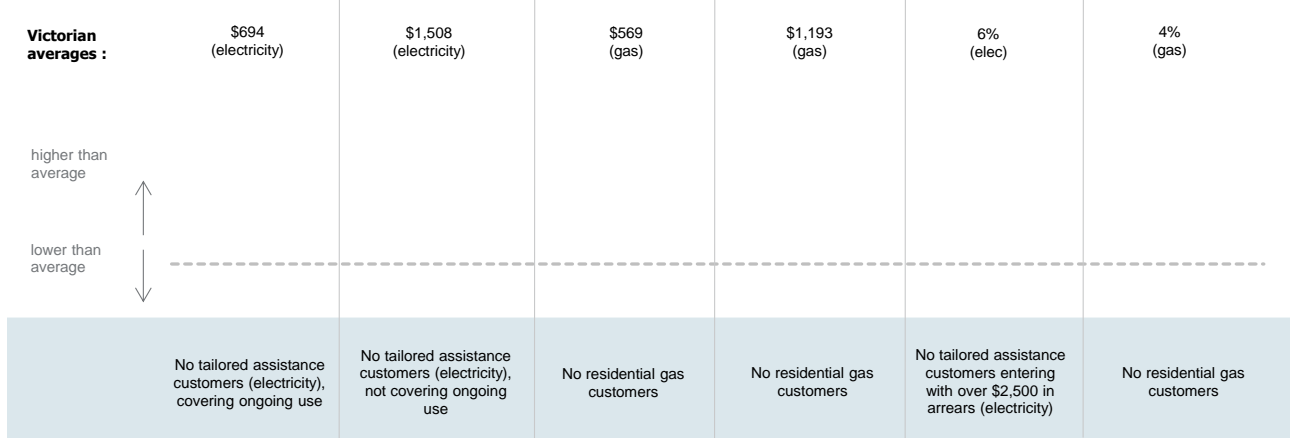 Victorian
averages :
$694
(electricity)
$1,508
(electricity)
$569
(gas)
$1,193
(gas)
6%
(elec)
4%
(gas)
higher than
average
lower than
average
No tailored assistance
customers (electricity),
covering ongoing use
No tailored assistance
customers (electricity),
not covering ongoing
use
No residential gas
customers
No residential gas
customers
No tailored assistance
customers entering
with over $2,500 in
arrears (electricity)
No residential gas
customers